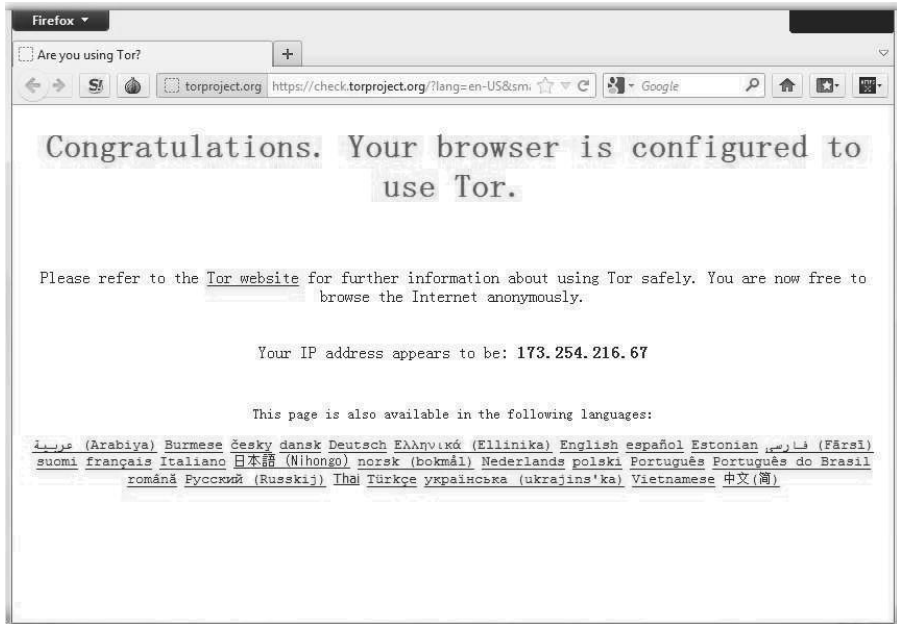 Firefox
Are you using Tor?
torproject.org https://check.torproject.org/?lang=en-US&sm. Google
Congratulations. Your browser is configured to
use Tor.
Please refer to the Tor website for further information about using Tor safely. You are now free to
browse the Internet anonymously.
Your IP address appears to be: 173.254.216.67
This page is also available in the following languages:
عربية (Arabiya) Burmese česky dansk Deutsch Ελληνικά (Ellinika) English español Estonian فارسی (Fārsī)
suomi français Italiano 日本語 (Nihongo) norsk (bokmål) Nederlands polski Português Português do Brasil
română Русский (Russkij) Thai Türkçe українська (ukrajins'ka) Vietnamese 中文(简)